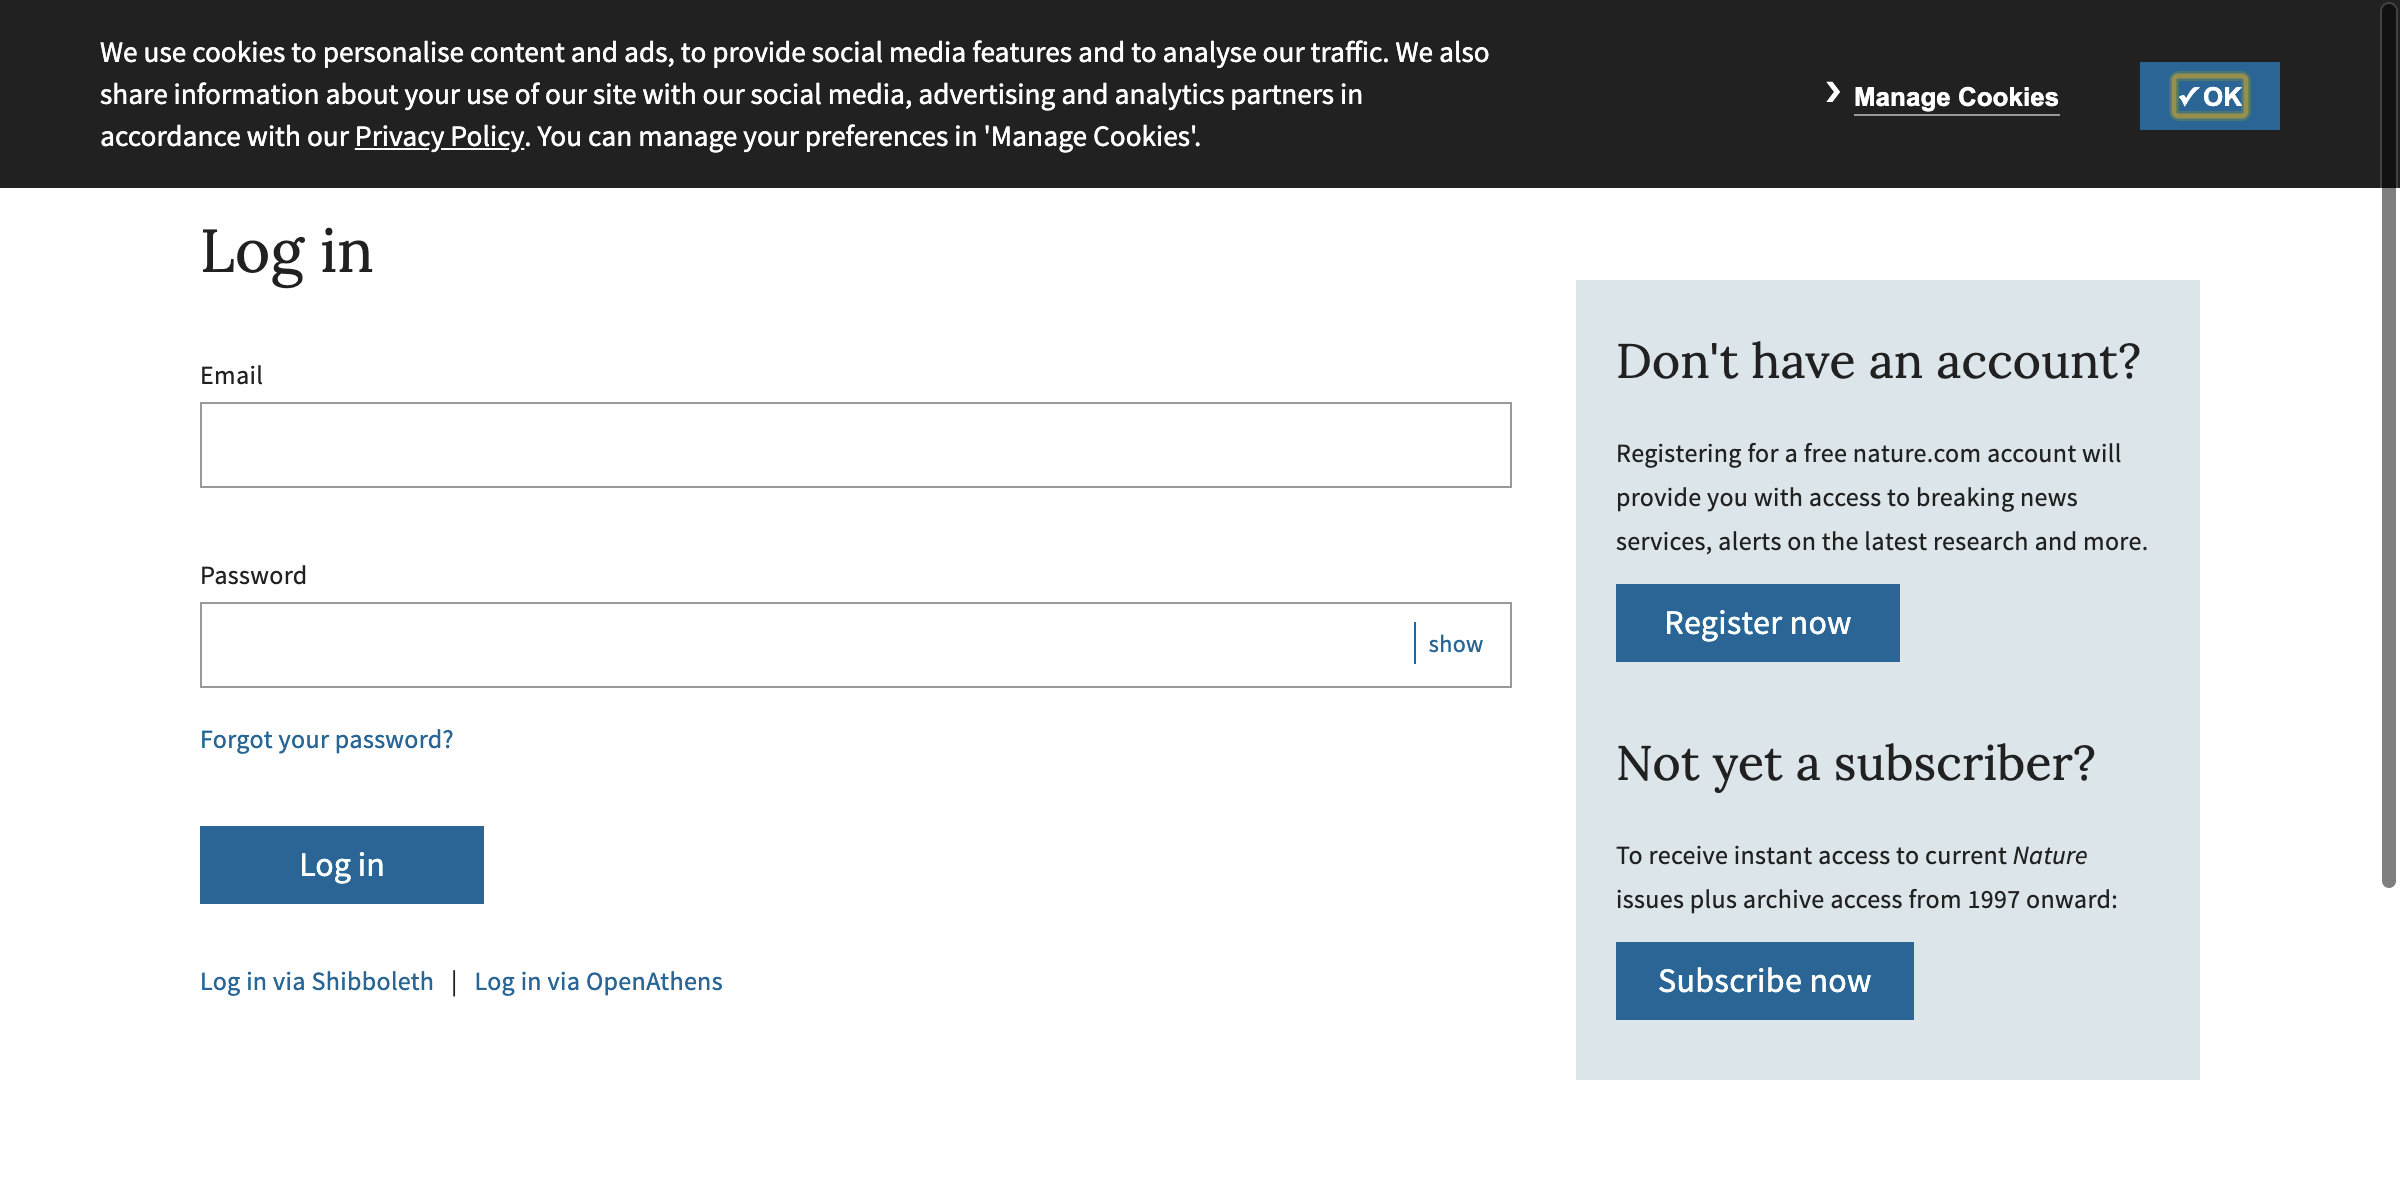 We use cookies to personalise content and ads, to provide social media features and to analyse our traffic. We also
share information about your use of our site with our social media, advertising and analytics partners in
accordance with our Privacy Policy. You can manage your preferences in 'Manage Cookies'.
Manage Cookies
✓OK
Log in
Email
Password
show
Forgot your password?
Log in
Log in via Shibboleth | Log in via OpenAthens
Don't have an account?
Registering for a free nature.com account will
provide you with access to breaking news
services, alerts on the latest research and more.
Register now
Not yet a subscriber?
To receive instant access to current Nature
issues plus archive access from 1997 onward:
Subscribe now